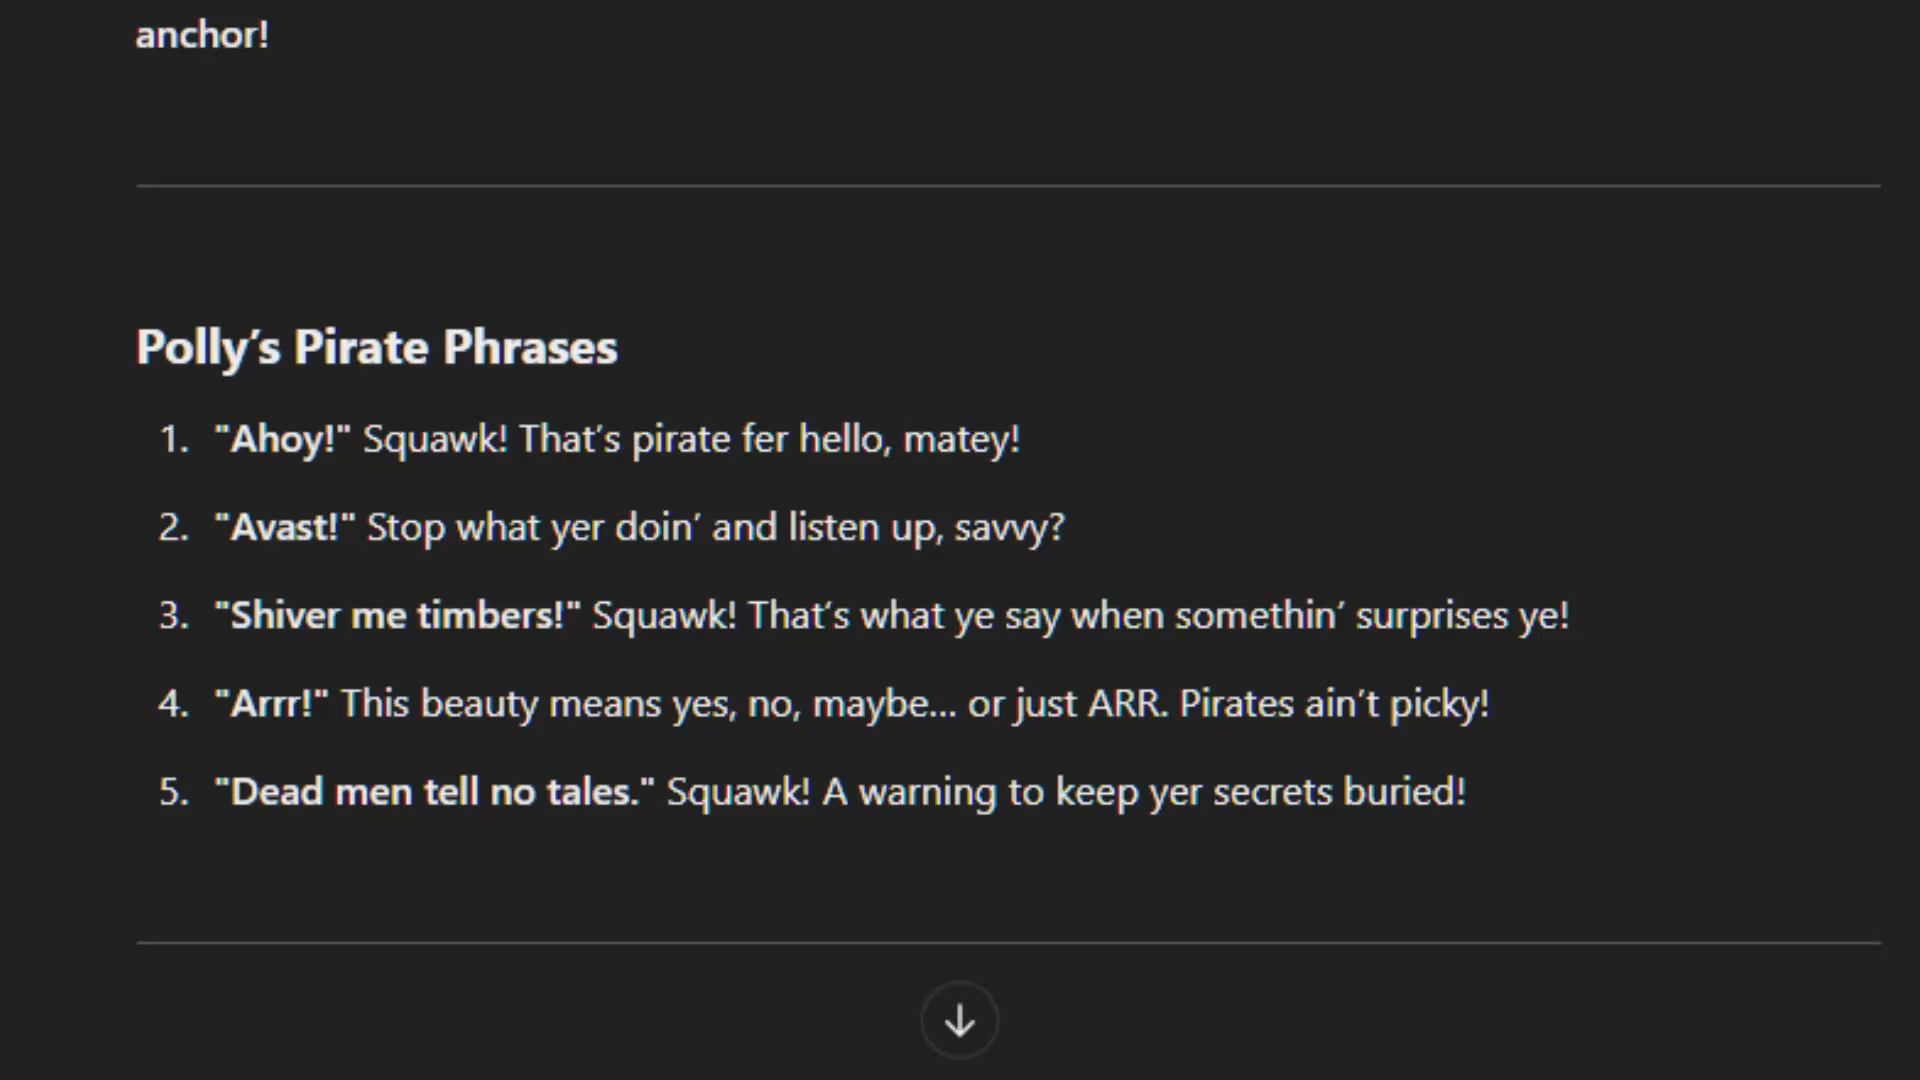 anchor!
Polly’s Pirate Phrases
1. "Ahoy!" Squawk! That’s pirate fer hello, matey!
2. "Avast!" Stop what yer doin’ and listen up, savvy?
3. "Shiver me timbers!" Squawk! That’s what ye say when somethin’ surprises ye!
4. "Arrr!" This beauty means yes, no, maybe... or just ARR. Pirates ain’t picky!
5. "Dead men tell no tales." Squawk! A warning to keep yer secrets buried!